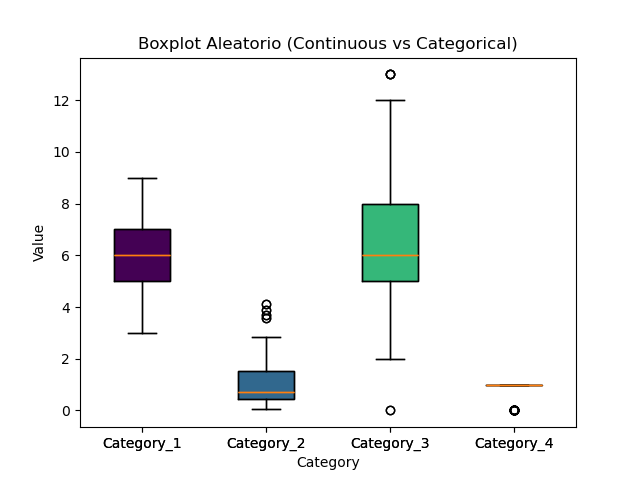 Boxplot Aleatorio (Continuous vs Categorical)
Value
12
10
8
6
4
2
0
Category_1 Category_2 Category_3 Category_4
Category